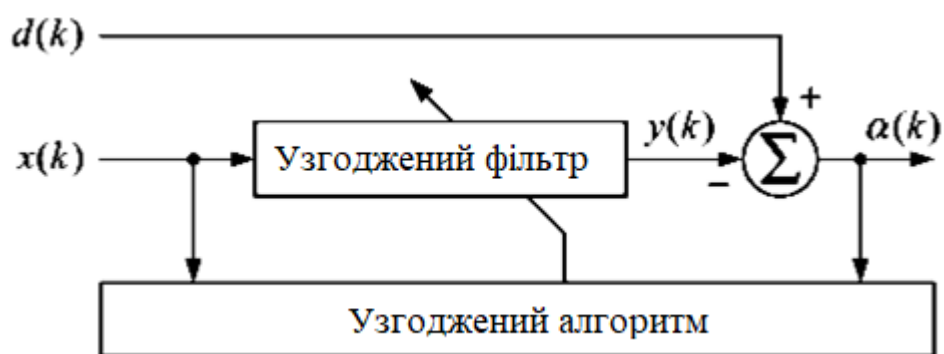 d(k)
+
x(k)
Узгоджений фільтр
y(k)
−
Σ
α(k)
Узгоджений алгоритм